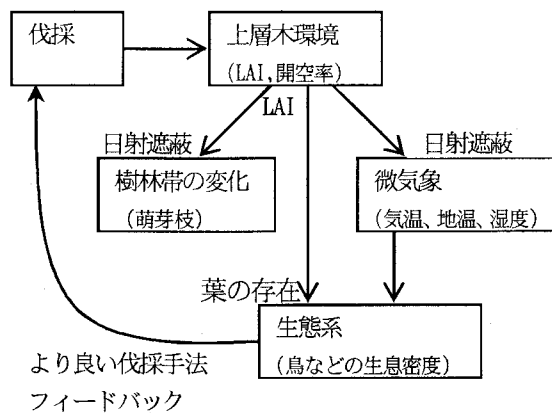 伐採
上層木環境
(LAI,開空率)
LAI
日射遮蔽
日射遮蔽
樹林帯の変化
(萌芽枝)
微気象
(気温、地温、湿度)
葉の存在
生態系
(鳥などの生息密度)
より良い伐採手法
フィードバック